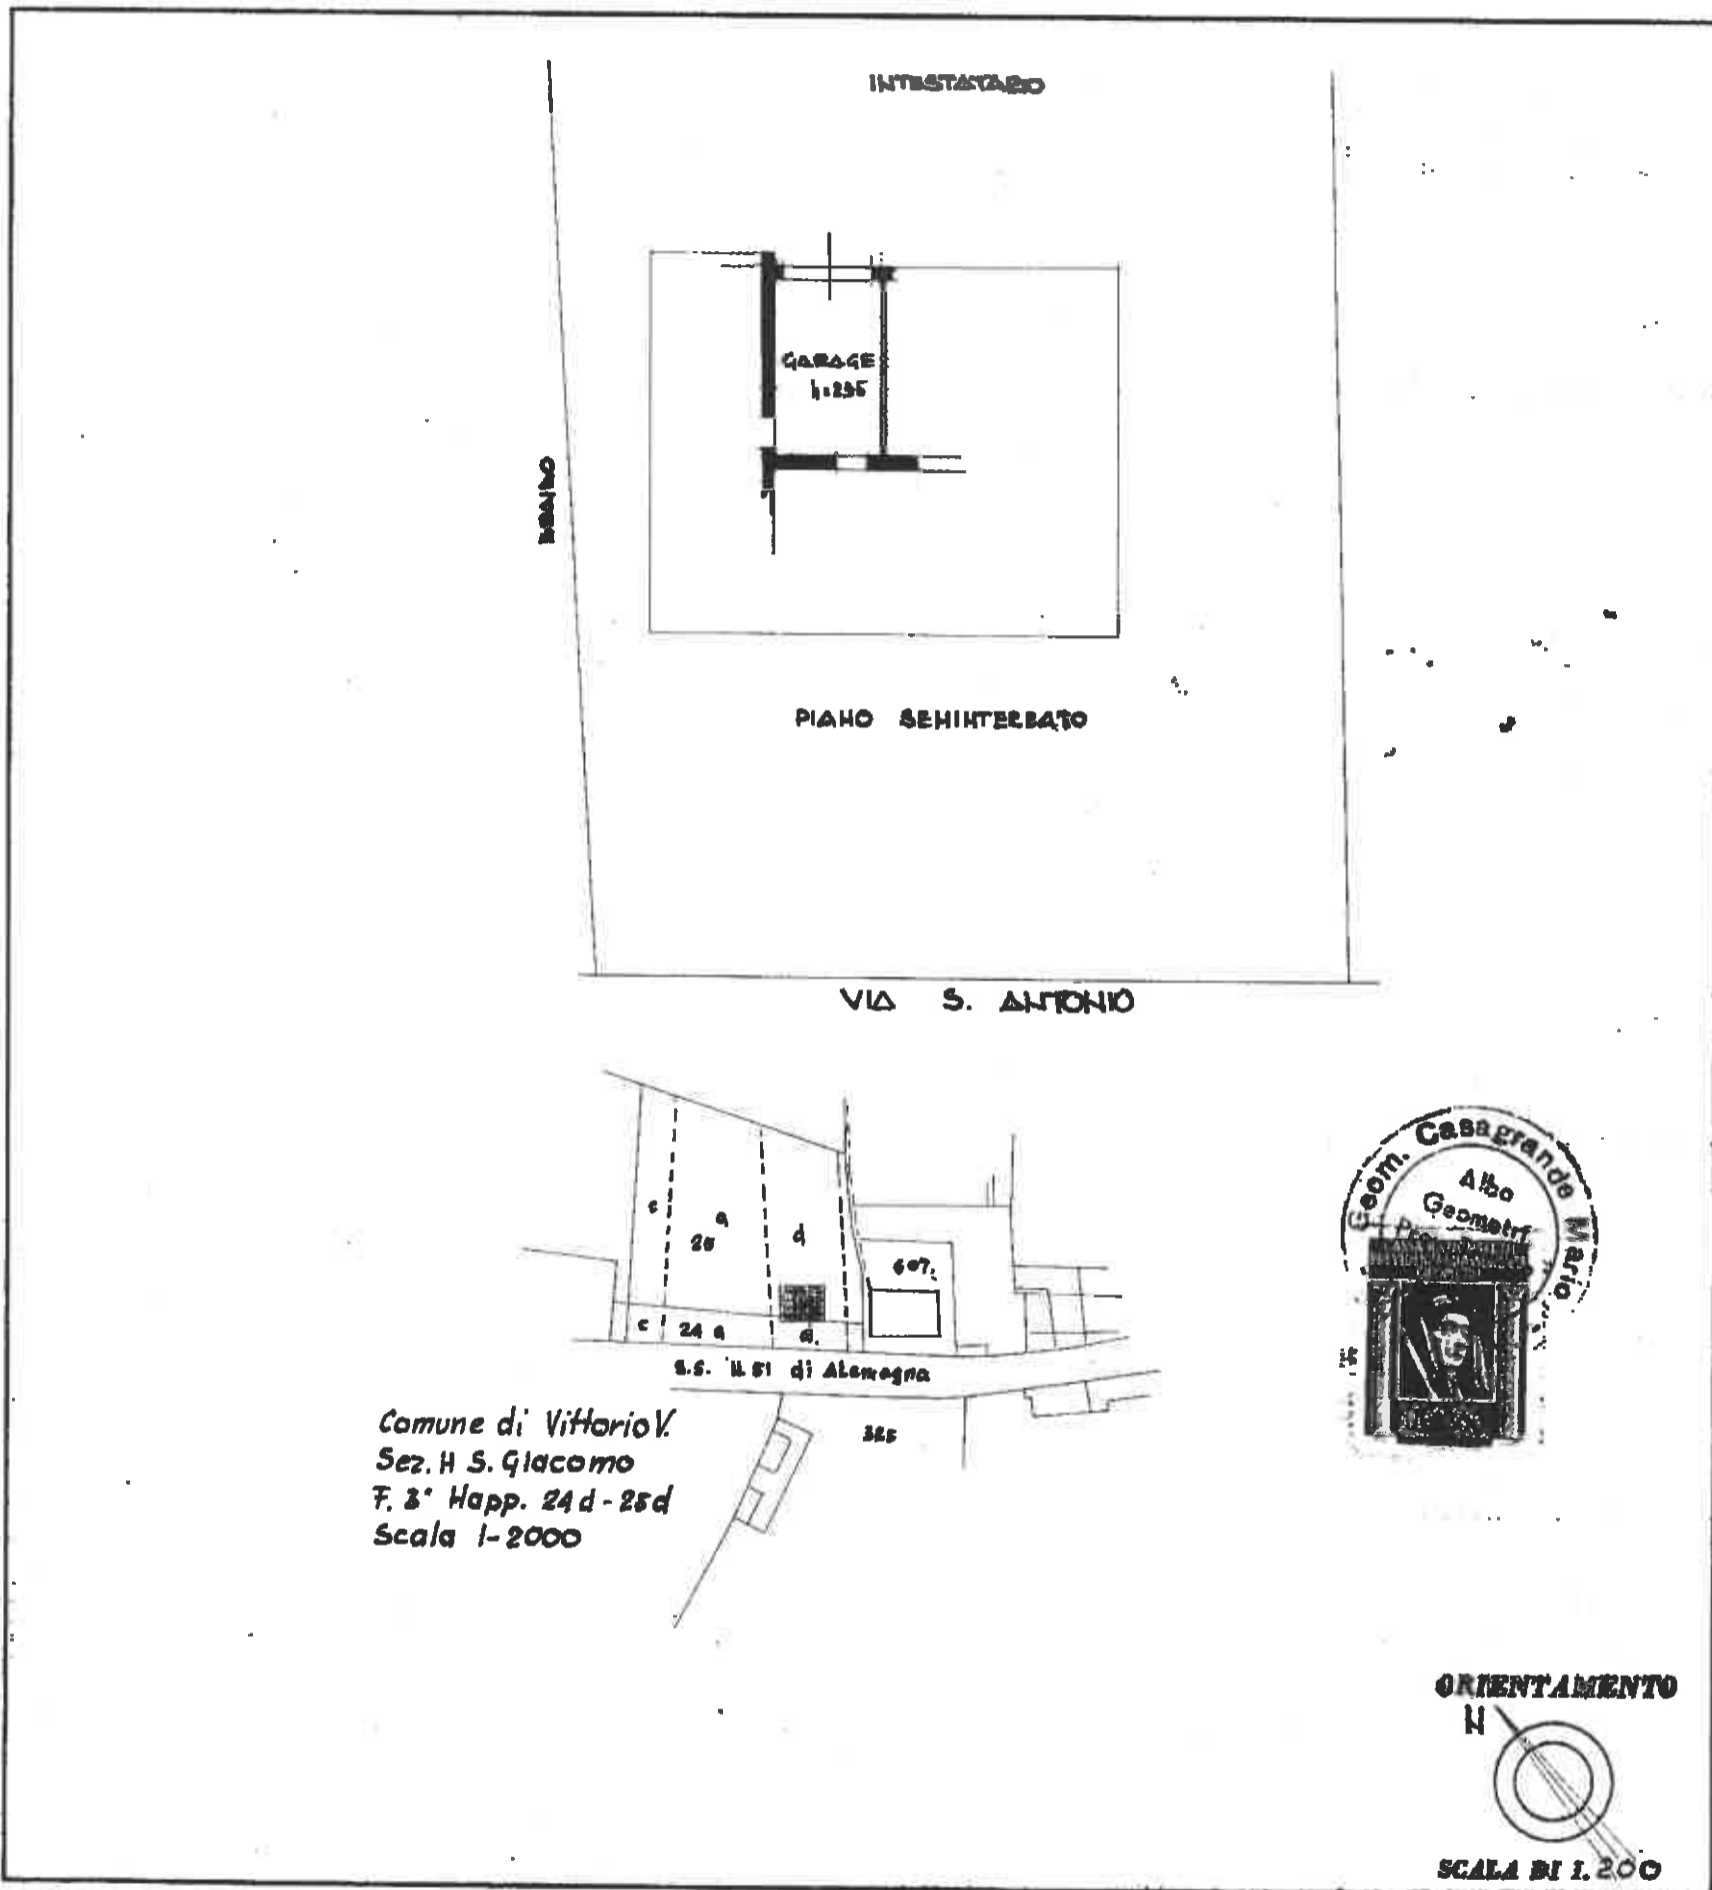 INTESTATARIO
GARAGE
h=235
PIANO SEMINTERRATO
VIA S. ANTONIO
c
a
25
d
607
c
24 a
d.
S.S. N 51 di Alemagna
325
Comune di Vittorio V.
Sez. H S. Giacomo
F. 3° Mapp. 24d-25d
Scala 1-2000
Geom. Casagrande Mario
Albo
Geometri
ORIENTAMENTO
N
SCALA DI 1.200